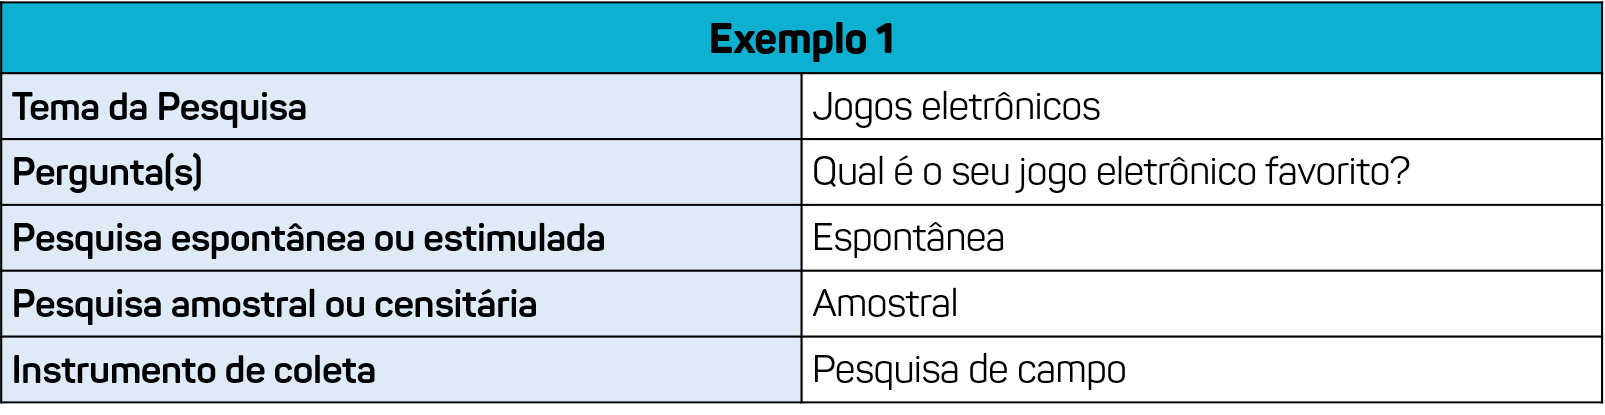 Exemplo 1
Tema da Pesquisa Jogos eletrônicos
Pergunta(s) Qual é o seu jogo eletrônico favorito?
Pesquisa espontânea ou estimulada Espontânea
Pesquisa amostral ou censitária Amostral
Instrumento de coleta Pesquisa de campo